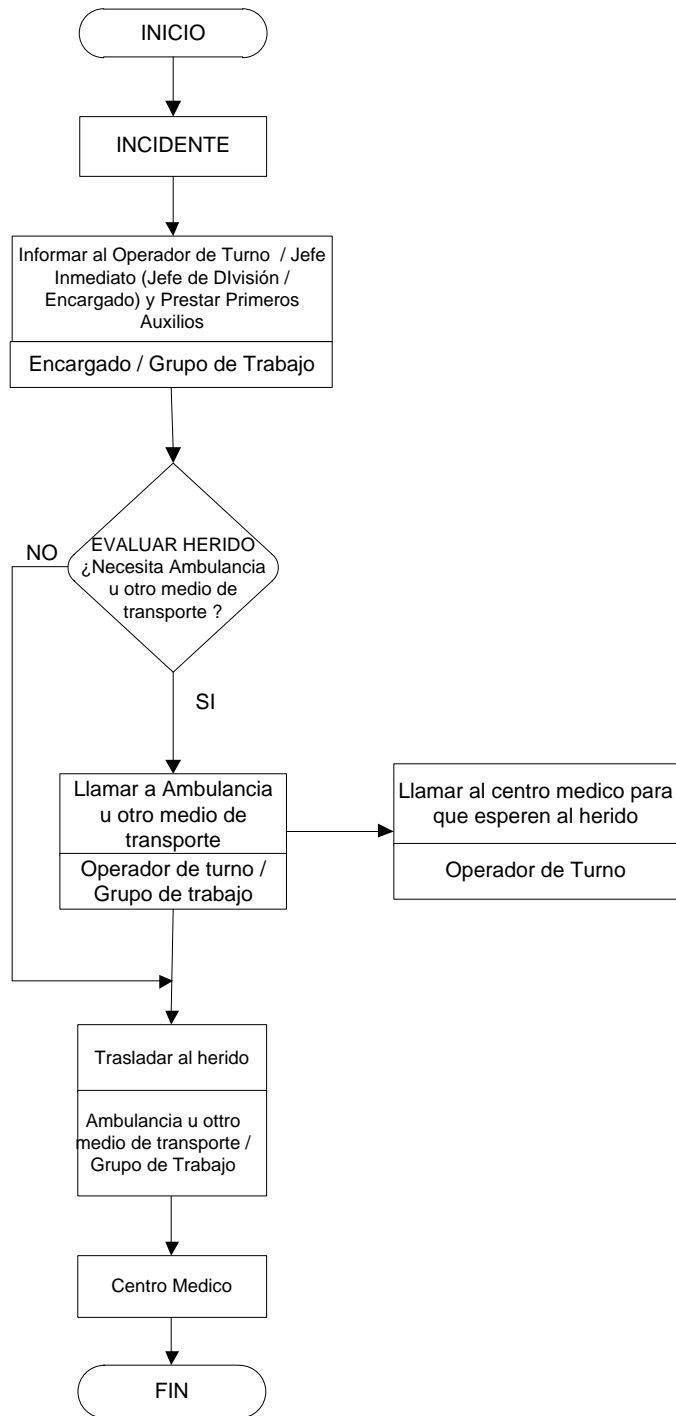 INICIO
INCIDENTE
Informar al Operador de Turno / Jefe
Inmediato (Jefe de DIvisión /
Encargado) y Prestar Primeros
Auxilios
Encargado / Grupo de Trabajo
NO
EVALUAR HERIDO
¿Necesita Ambulancia
u otro medio de
transporte ?
SI
Llamar a Ambulancia
u otro medio de
transporte
Operador de turno /
Grupo de trabajo
Llamar al centro medico para
que esperen al herido
Operador de Turno
Trasladar al herido
Ambulancia u ottro
medio de transporte /
Grupo de Trabajo
Centro Medico
FIN